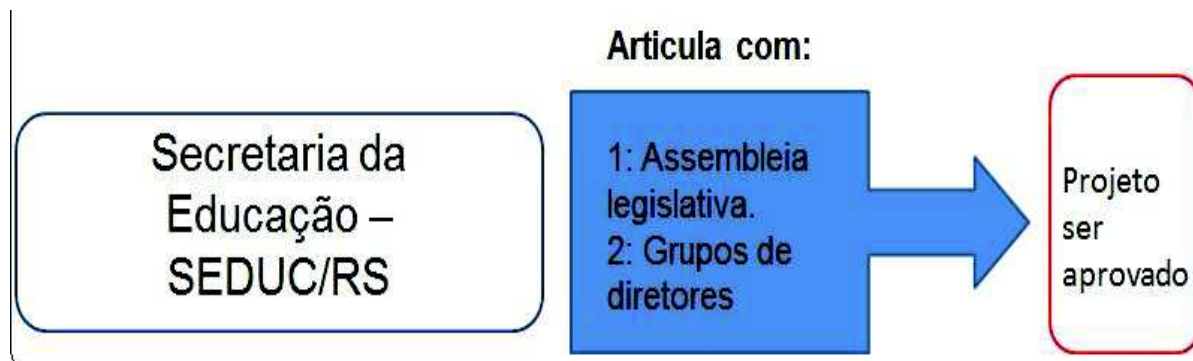 Articula com:
Secretaria da
Educação –
SEDUC/RS
1: Assembleia
legislativa.
2: Grupos de
diretores
Projeto
ser
aprovado